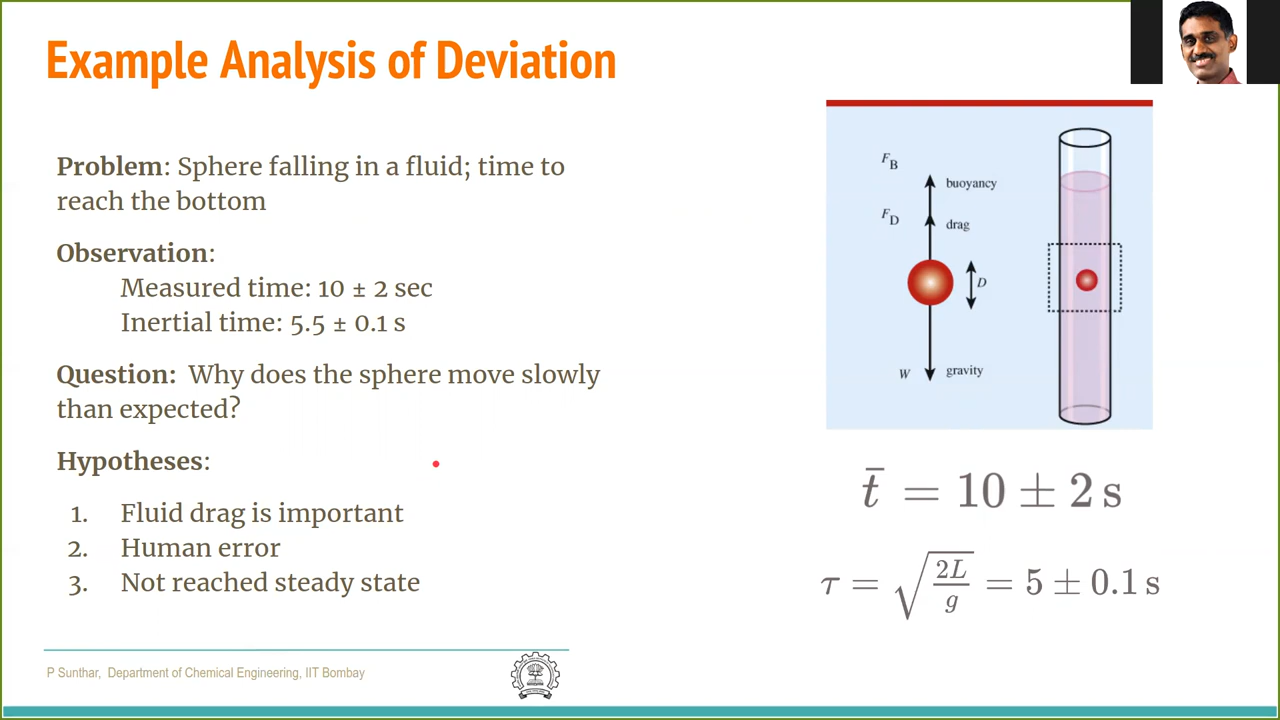 Example Analysis of Deviation
Problem: Sphere falling in a fluid; time to
reach the bottom
Observation:
Measured time: 10 ± 2 sec
Inertial time: 5.5 ± 0.1 s
Question: Why does the sphere move slowly
than expected?
Hypotheses:
1. Fluid drag is important
2. Human error
3. Not reached steady state
F_B
buoyancy
F_D
drag
D
W
gravity
t̄ = 10 ± 2 s
τ = √(2L/g) = 5 ± 0.1 s
P Sunthar, Department of Chemical Engineering, IIT Bombay